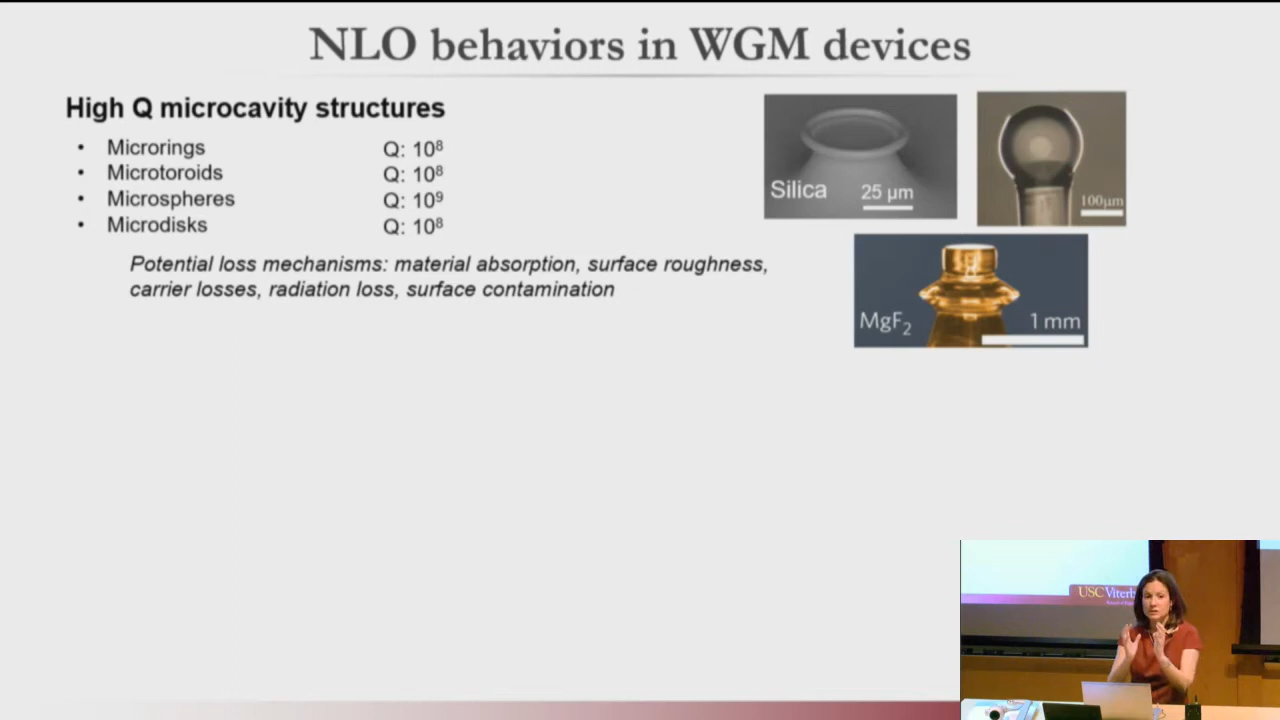 NLO behaviors in WGM devices
High Q microcavity structures
• Microrings Q: 10⁸
• Microtoroids Q: 10⁸
• Microspheres Q: 10⁹
• Microdisks Q: 10⁸
Potential loss mechanisms: material absorption, surface roughness,
carrier losses, radiation loss, surface contamination
Silica 25 µm
100µm
MgF₂ 1 mm
USC Viterb